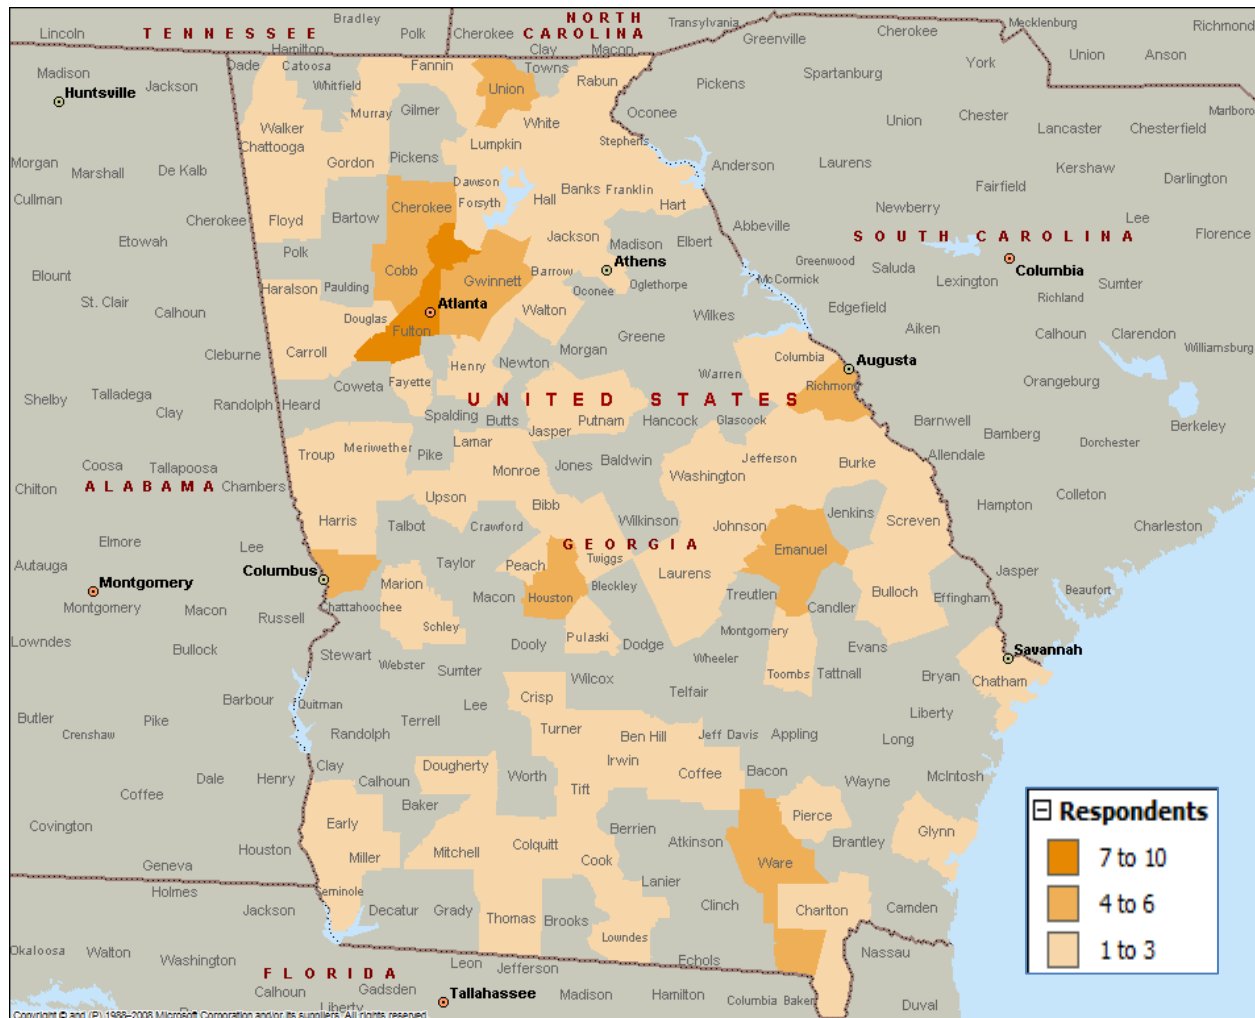 Bradley
NORTH
Transylvania
Mecklenburg
Richmond
Lincoln
TENNESSEE
Polk
Cherokee
CAROLINA
Greenville
Cherokee
Hamilton
Clay
Macon
Union
Anson
Madison
Dade
Catoosa
Fannin
Towns
Rabun
Pickens
Spartanburg
York
Huntsville
Jackson
Whitfield
Union
Murray
Gilmer
White
Oconee
Union
Chester
Lancaster
Chesterfield
Marlboro
Walker
Chattooga
Lumpkin
Stephens
Morgan
Marshall
De Kalb
Gordon
Pickens
Anderson
Laurens
Kershaw
Darlington
Cullman
Dawson
Banks
Franklin
Fairfield
Cherokee
Floyd
Bartow
Cherokee
Forsyth
Hall
Hart
Abbeville
Newberry
Lee
Etowah
Polk
Jackson
Madison
Elbert
SOUTH CAROLINA
Florence
Blount
Cobb
Gwinnett
Barrow
Athens
Greenwood
Saluda
Columbia
St. Clair
Haralson
Paulding
Oconee
Oglethorpe
McCormick
Lexington
Sumter
Calhoun
Douglas
Atlanta
Walton
Wilkes
Edgefield
Richland
Fulton
Greene
Aiken
Calhoun
Clarendon
Cleburne
Carroll
Henry
Newton
Morgan
Columbia
Augusta
Williamsburg
Talladega
Coweta
Fayette
Warren
Richmond
Orangeburg
Shelby
Clay
Randolph
Heard
Spalding
Butts
UNITED STATES
Jasper
Putnam
Hancock
Glascock
Barnwell
Bamberg
Dorchester
Berkeley
Coosa
Tallapoosa
Troup
Meriwether
Pike
Lamar
Monroe
Jones
Baldwin
Washington
Jefferson
Burke
Allendale
Chilton
ALABAMA
Chambers
Upson
Bibb
Hampton
Colleton
Elmore
Lee
Harris
Talbot
Crawford
Wilkinson
Johnson
Jenkins
Screven
Charleston
Autauga
Columbus
Taylor
Peach
GEORGIA
Twiggs
Emanuel
Jasper
Montgomery
Marion
Macon
Houston
Bleckley
Laurens
Treutlen
Bulloch
Effingham
Beaufort
Montgomery
Macon
Russell
Chattahoochee
Schley
Candler
Lowndes
Bullock
Stewart
Webster
Sumter
Dooly
Pulaski
Dodge
Montgomery
Wheeler
Evans
Savannah
Barbour
Quitman
Lee
Crisp
Wilcox
Telfair
Toombs
Tattnall
Bryan
Chatham
Butler
Pike
Crenshaw
Randolph
Terrell
Turner
Ben Hill
Jeff Davis
Appling
Liberty
Long
Dale
Henry
Clay
Calhoun
Dougherty
Worth
Irwin
Coffee
Bacon
Wayne
McIntosh
Coffee
Baker
Tift
Covington
Early
Berrien
Atkinson
Pierce
Brantley
Glynn
Geneva
Houston
Miller
Mitchell
Colquitt
Cook
Ware
Holmes
Jackson
Seminole
Decatur
Grady
Thomas
Brooks
Lanier
Clinch
Charlton
Camden
Okaloosa
Walton
Washington
Lowndes
Echols
Nassau
FLORIDA
Leon
Jefferson
Calhoun
Gadsden
Tallahassee
Madison
Hamilton
Columbia
Baker
Duval
Liberty
Respondents
7 to 10
4 to 6
1 to 3
Copyright © and (P) 1988–2008 Microsoft Corporation and/or its suppliers. All rights reserved.